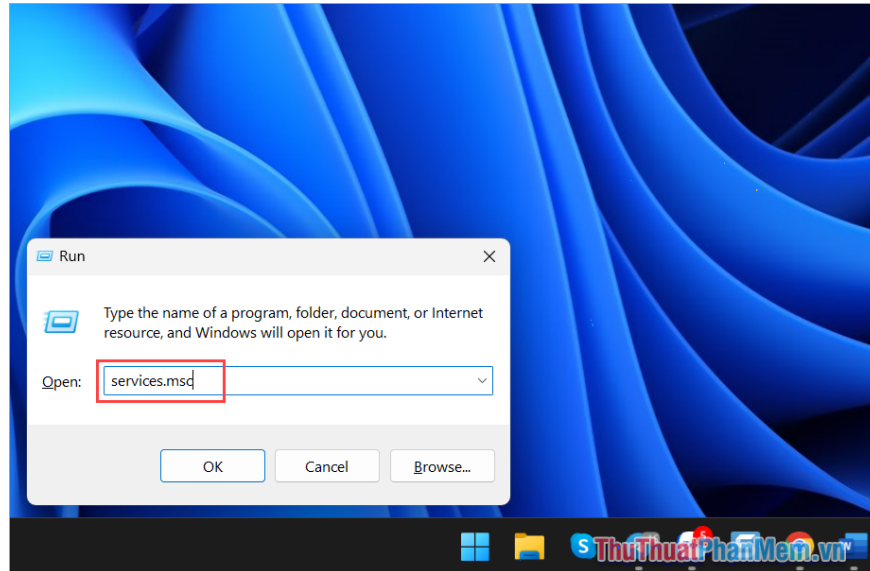 Run
Type the name of a program, folder, document, or Internet
resource, and Windows will open it for you.
Open:
services.msc
OK
Cancel
Browse...
5
S
W
ThuThuatPhanMem.vn